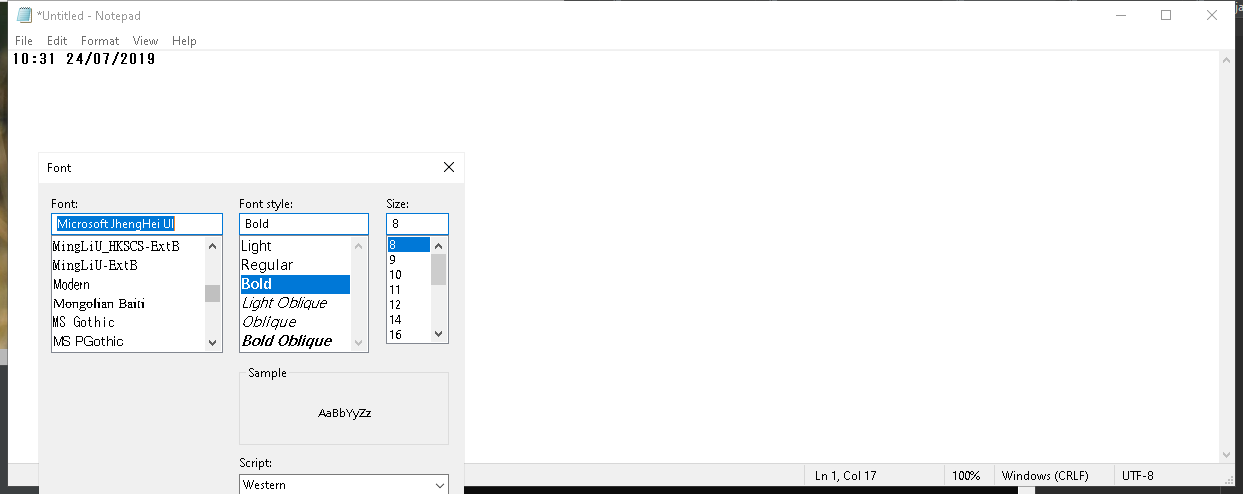 *Untitled - Notepad
File Edit Format View Help
10:31 24/07/2019
Font
Font: Font style: Size:
Microsoft JhengHei UI Bold 8
MingLiU_HKSCS-ExtB Light 8
MingLiU-ExtB Regular 9
Modern Bold 10
Mongolian Baiti Light Oblique 11
MS Gothic Oblique 12
MS PGothic Bold Oblique 14
16
Sample
AaBbYyZz
Script:
Western
Ln 1, Col 17 100% Windows (CRLF) UTF-8